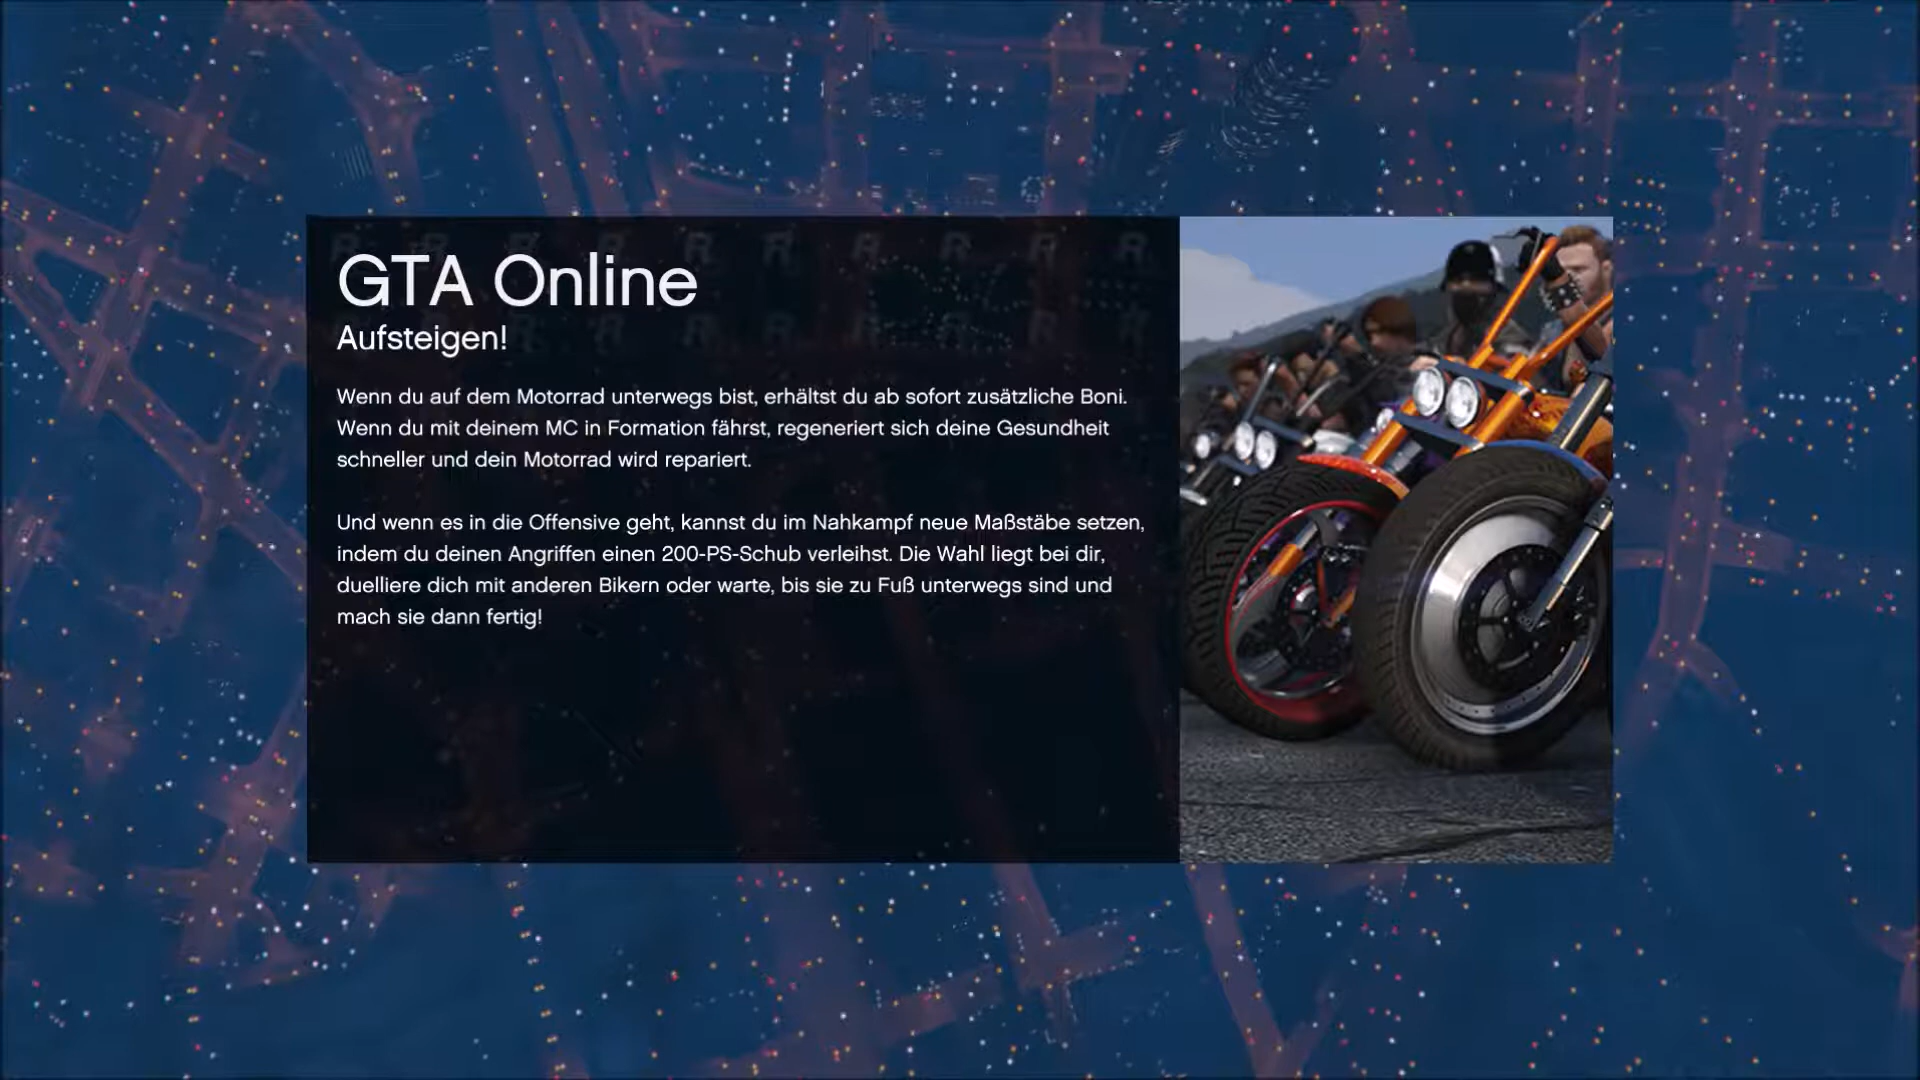 GTA Online
Aufsteigen!
Wenn du auf dem Motorrad unterwegs bist, erhältst du ab sofort zusätzliche Boni.
Wenn du mit deinem MC in Formation fährst, regeneriert sich deine Gesundheit
schneller und dein Motorrad wird repariert.
Und wenn es in die Offensive geht, kannst du im Nahkampf neue Maßstäbe setzen,
indem du deinen Angriffen einen 200-PS-Schub verleihst. Die Wahl liegt bei dir,
duelliere dich mit anderen Bikern oder warte, bis sie zu Fuß unterwegs sind und
mach sie dann fertig!